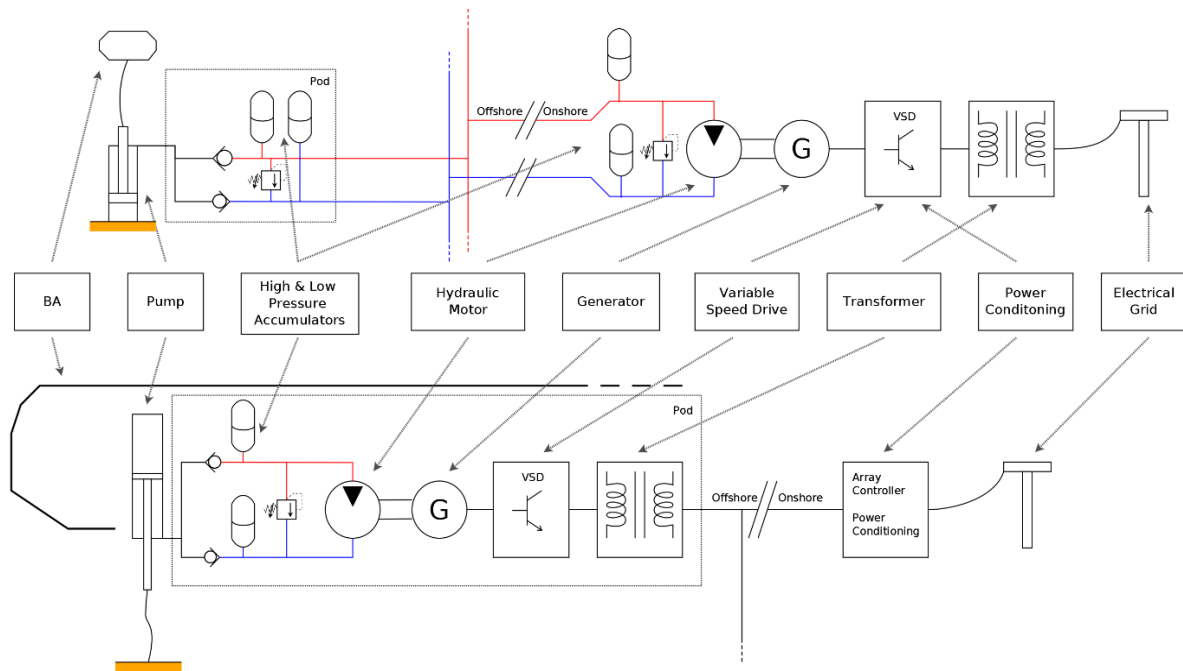 Pod
Offshore
Onshore
VSD
G
BA
Pump
High & Low
Pressure
Accumulators
Hydraulic
Motor
Generator
Variable
Speed Drive
Transformer
Power
Conditoning
Electrical
Grid
Pod
VSD
G
Offshore
Onshore
Array
Controller
Power
Conditioning